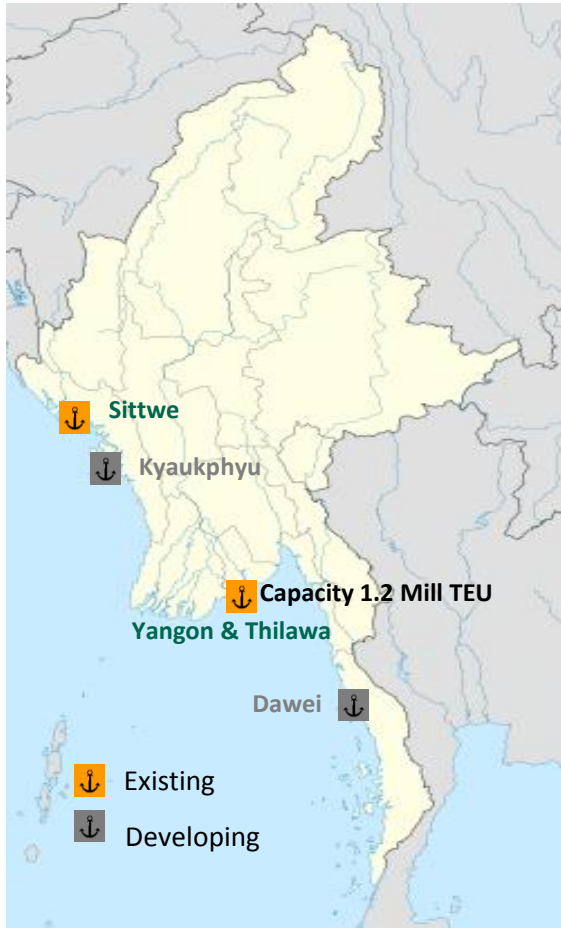 Sittwe
Kyaukphyu
Capacity 1.2 Mill TEU
Yangon & Thilawa
Dawei
Existing
Developing